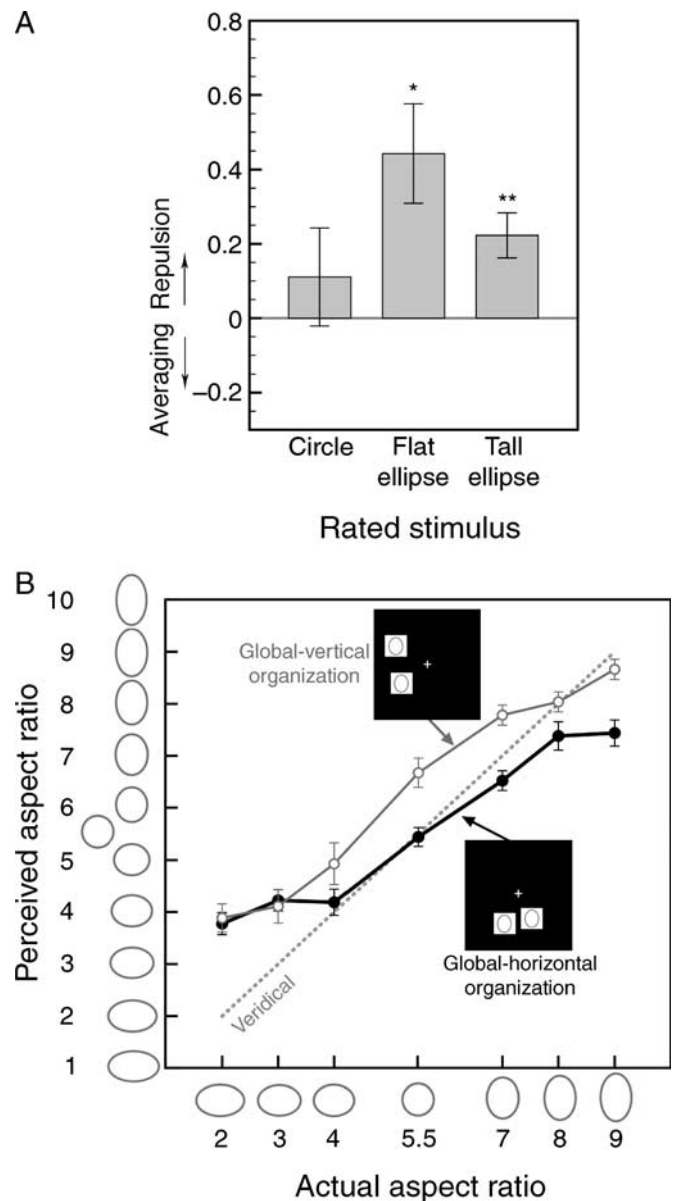 A
0.8
0.6
0.4
0.2
0
−0.2
Averaging Repulsion
*
**
Circle
Flat
ellipse
Tall
ellipse
Rated stimulus
B
10
9
8
7
6
5
4
3
2
1
Perceived aspect ratio
Global-vertical
organization
Global-horizontal
organization
Veridical
2 3 4 5.5 7 8 9
Actual aspect ratio